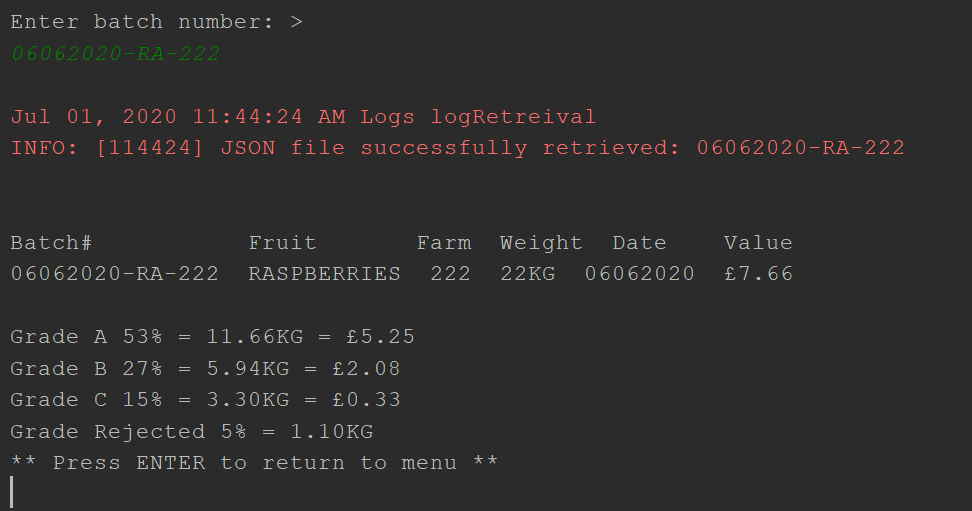 Enter batch number: >
06062020-RA-222
Jul 01, 2020 11:44:24 AM Logs logRetreival
INFO: [114424] JSON file successfully retrieved: 06062020-RA-222
Batch# Fruit Farm Weight Date Value
06062020-RA-222 RASPBERRIES 222 22KG 06062020 £7.66
Grade A 53% = 11.66KG = £5.25
Grade B 27% = 5.94KG = £2.08
Grade C 15% = 3.30KG = £0.33
Grade Rejected 5% = 1.10KG
** Press ENTER to return to menu **